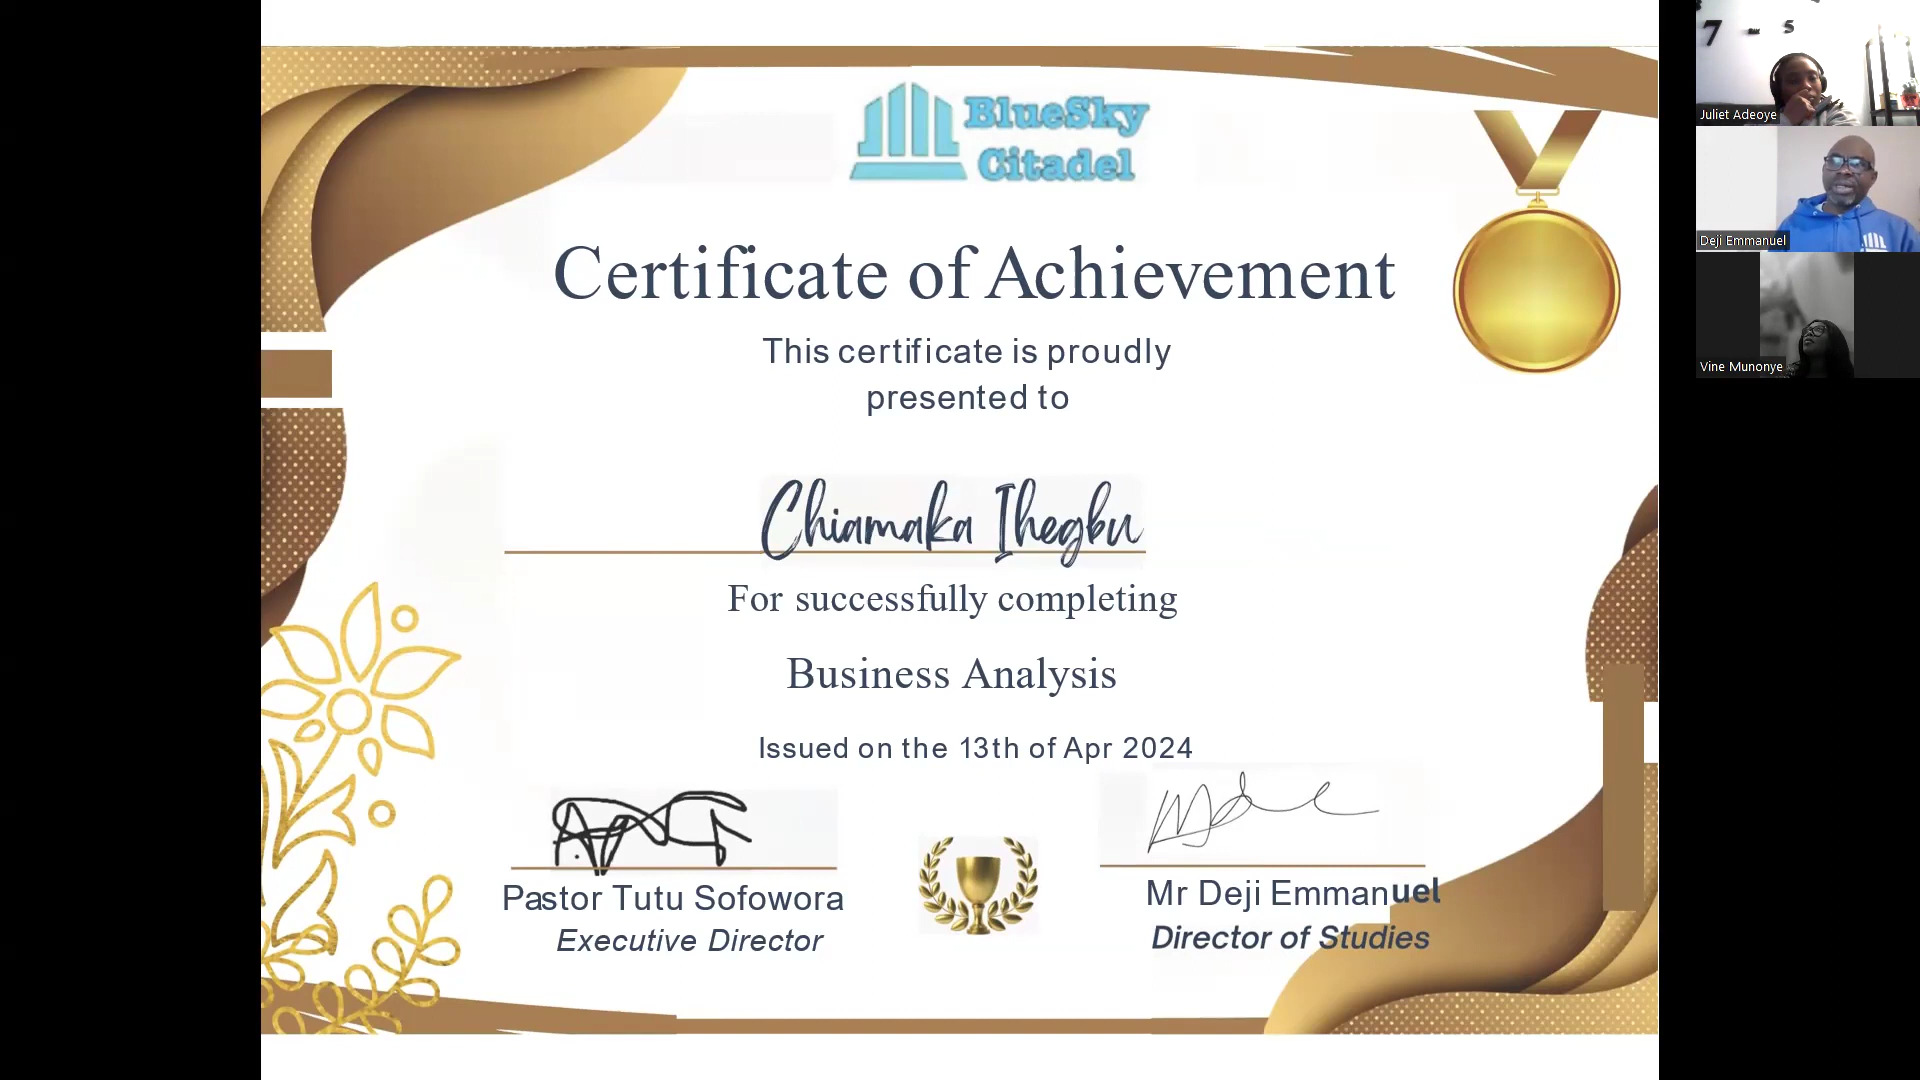 BlueSky
Citadel
Certificate of Achievement
This certificate is proudly
presented to
Chiamaka Ihegbu
For successfully completing
Business Analysis
Issued on the 13th of Apr 2024
Pastor Tutu Sofowora
Executive Director
Mr Deji Emmanuel
Director of Studies
7 5
Juliet Adeoye
Deji Emmanuel
Vine Munonye